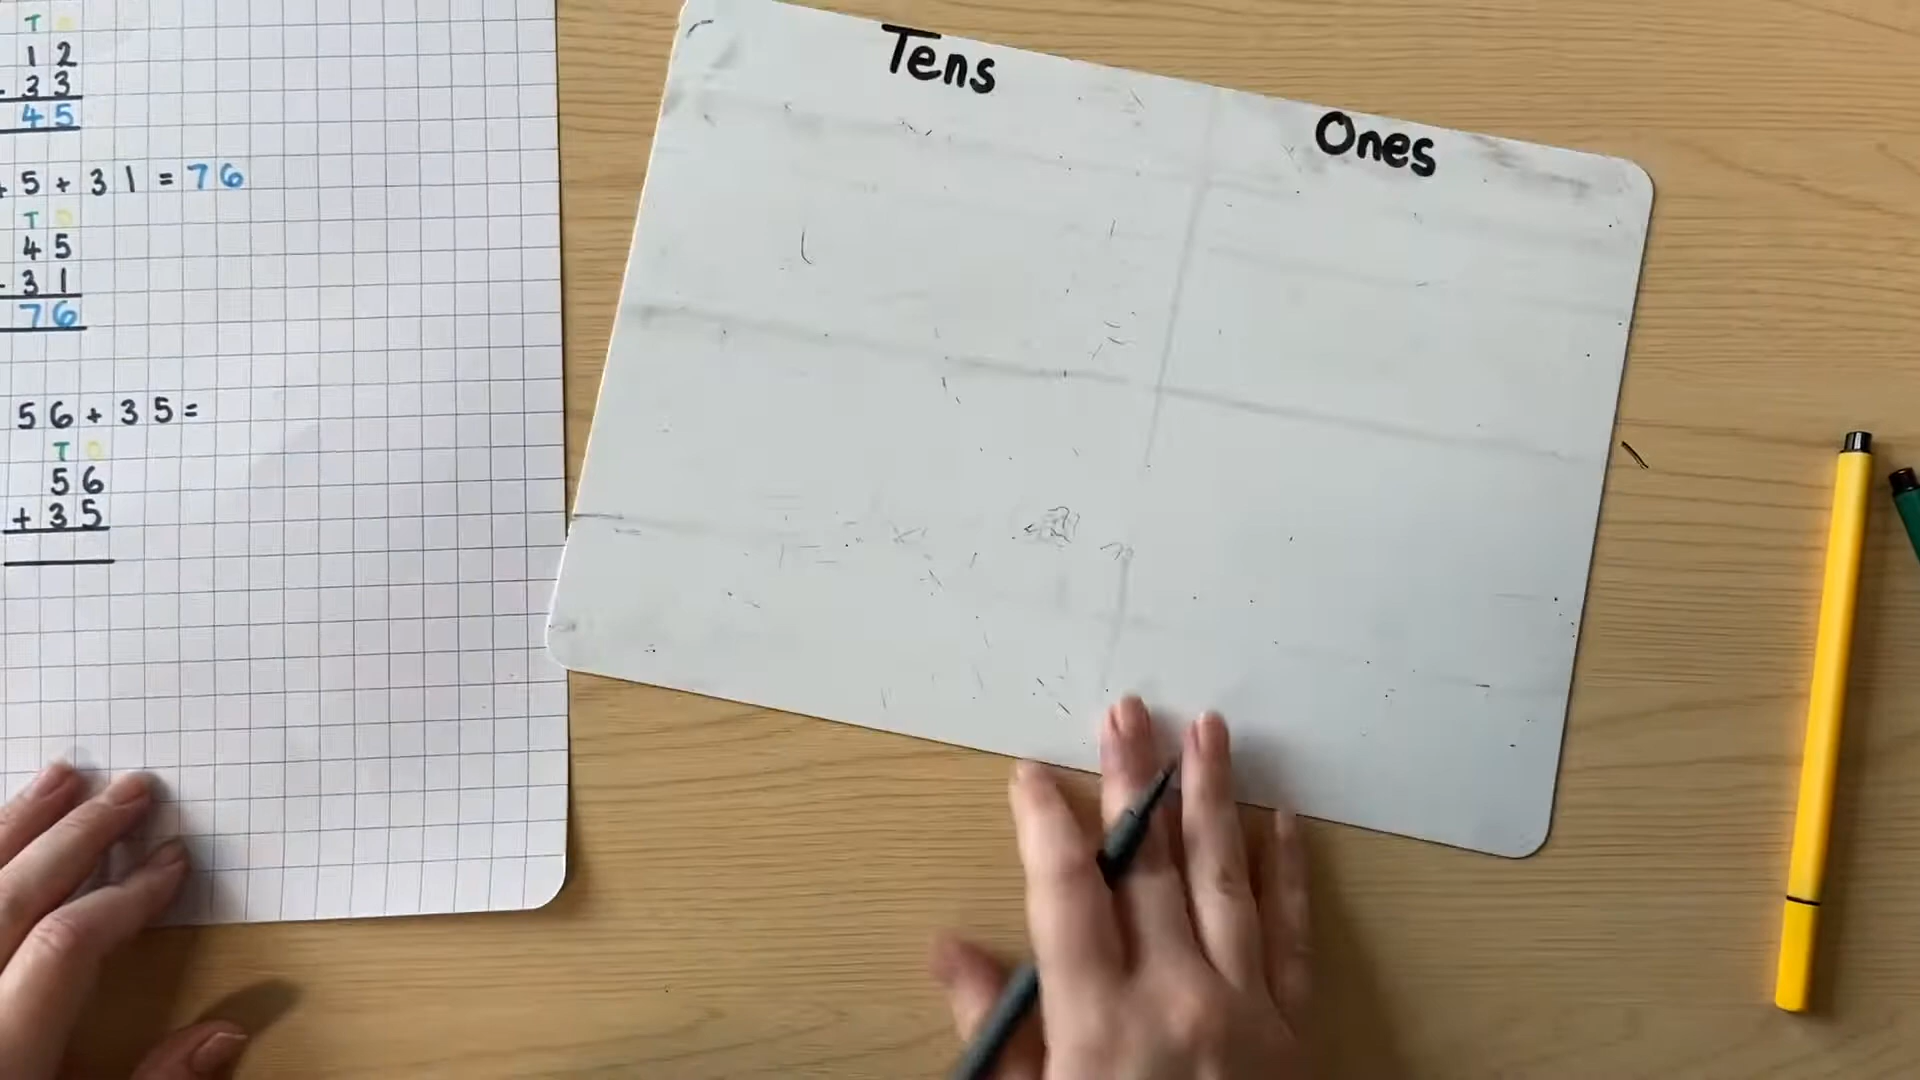 T O
12
33
45
+ 5 + 31 = 76
T O
45
31
76
56 + 35 =
T O
56
+ 35
Tens
Ones